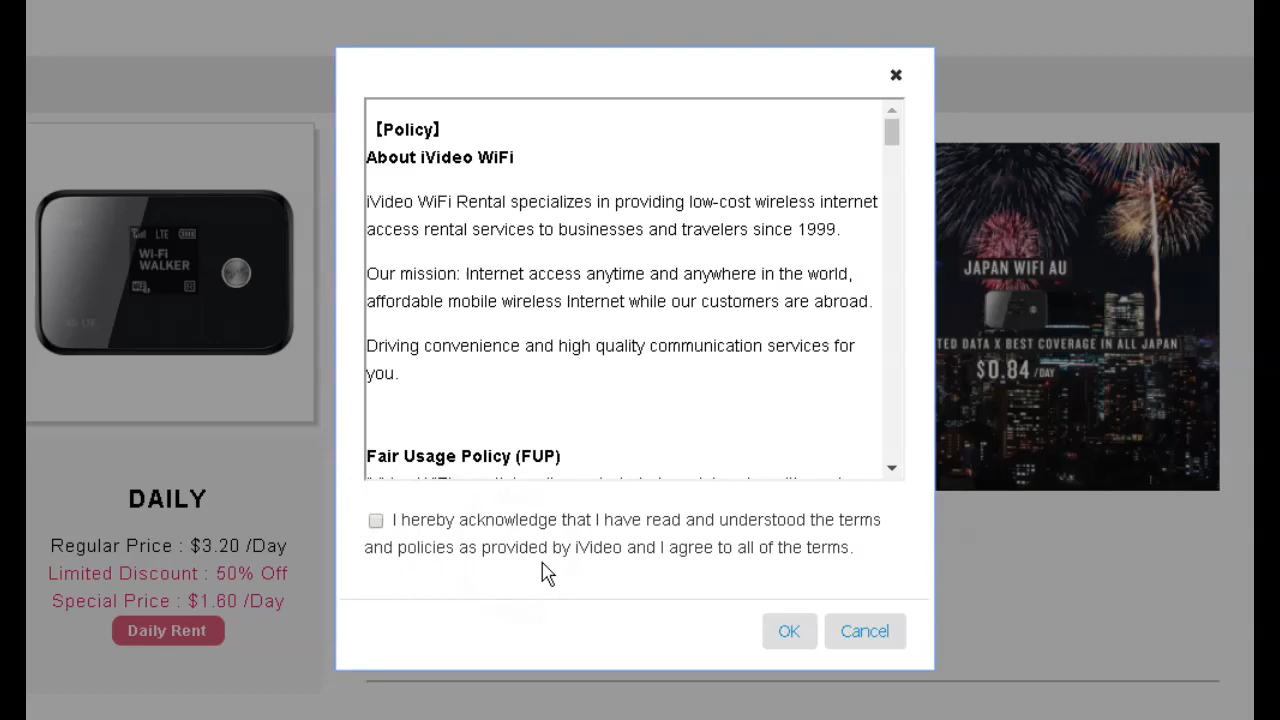 【Policy】
About iVideo WiFi
iVideo WiFi Rental specializes in providing low-cost wireless internet
access rental services to businesses and travelers since 1999.
Our mission: Internet access anytime and anywhere in the world,
affordable mobile wireless Internet while our customers are abroad.
Driving convenience and high quality communication services for
you.
Fair Usage Policy (FUP)
I hereby acknowledge that I have read and understood the terms
and policies as provided by iVideo and I agree to all of the terms.
OK
Cancel
LTE
WI-FI
WALKER
DAILY
Regular Price : $3.20 /Day
Limited Discount : 50% Off
Special Price : $1.60 /Day
Daily Rent
JAPAN WIFI AU
TED DATA X BEST COVERAGE IN ALL JAPAN
$0.84 /DAY